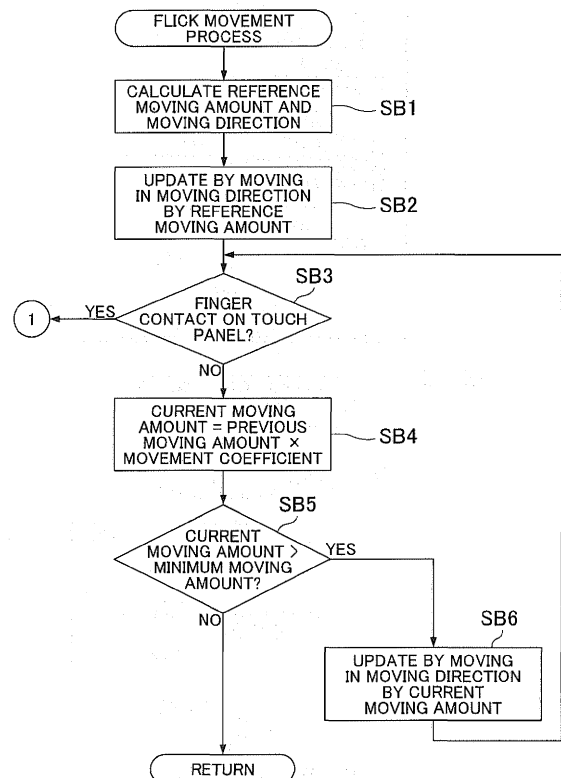 FLICK MOVEMENT
PROCESS
CALCULATE REFERENCE
MOVING AMOUNT AND
MOVING DIRECTION
SB1
UPDATE BY MOVING
IN MOVING DIRECTION
BY REFERENCE
MOVING AMOUNT
SB2
SB3
FINGER
CONTACT ON TOUCH
PANEL?
YES
1
NO
CURRENT MOVING
AMOUNT = PREVIOUS
MOVING AMOUNT ×
MOVEMENT COEFFICIENT
SB4
SB5
CURRENT
MOVING AMOUNT >
MINIMUM MOVING
AMOUNT?
YES
NO
SB6
UPDATE BY MOVING
IN MOVING DIRECTION
BY CURRENT
MOVING AMOUNT
RETURN